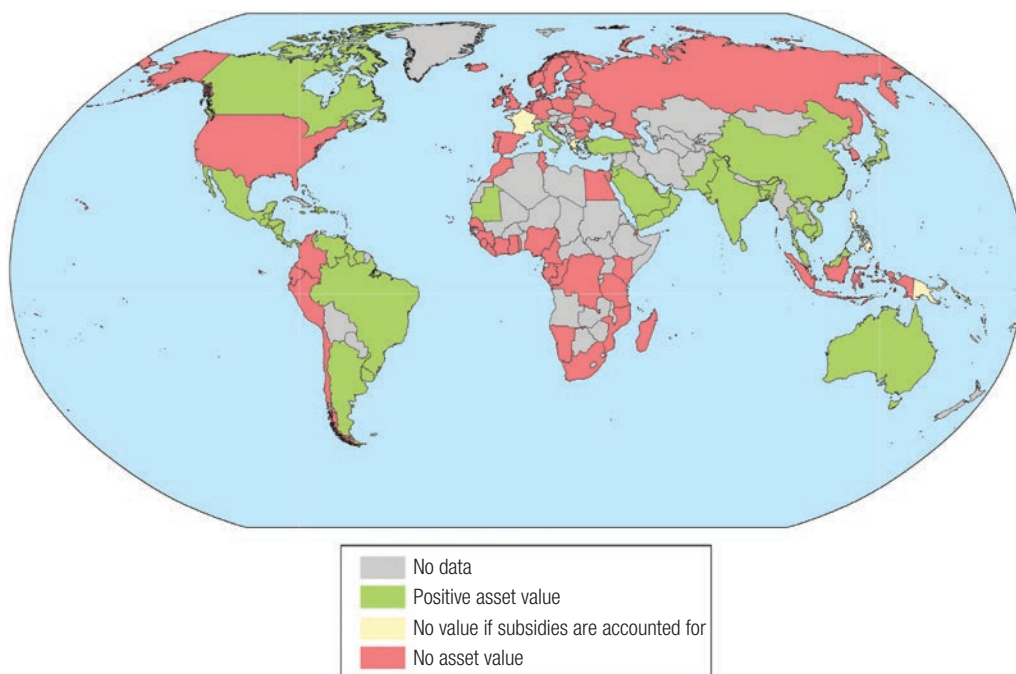 No data
Positive asset value
No value if subsidies are accounted for
No asset value